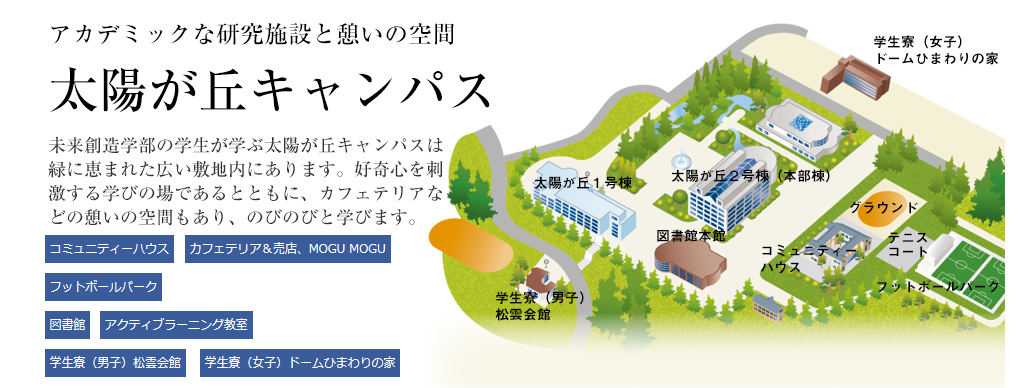 アカデミックな研究施設と憩いの空間
太陽が丘キャンパス
未来創造学部の学生が学ぶ太陽が丘キャンパスは
緑に恵まれた広い敷地内にあります。好奇心を刺
激する学びの場であるとともに、カフェテリアな
どの憩いの空間もあり、のびのびと学びます。
コミュニティーハウス
カフェテリア&売店、MOGU MOGU
フットボールパーク
図書館
アクティブラーニング教室
学生寮（男子）松雲会館
学生寮（女子）ドームひまわりの家
学生寮（女子）
ドームひまわりの家
太陽が丘１号棟
太陽が丘２号棟（本部棟）
グラウンド
図書館本館
コミュニティー
ハウス
テニス
コート
フットボールパーク
学生寮（男子）
松雲会館